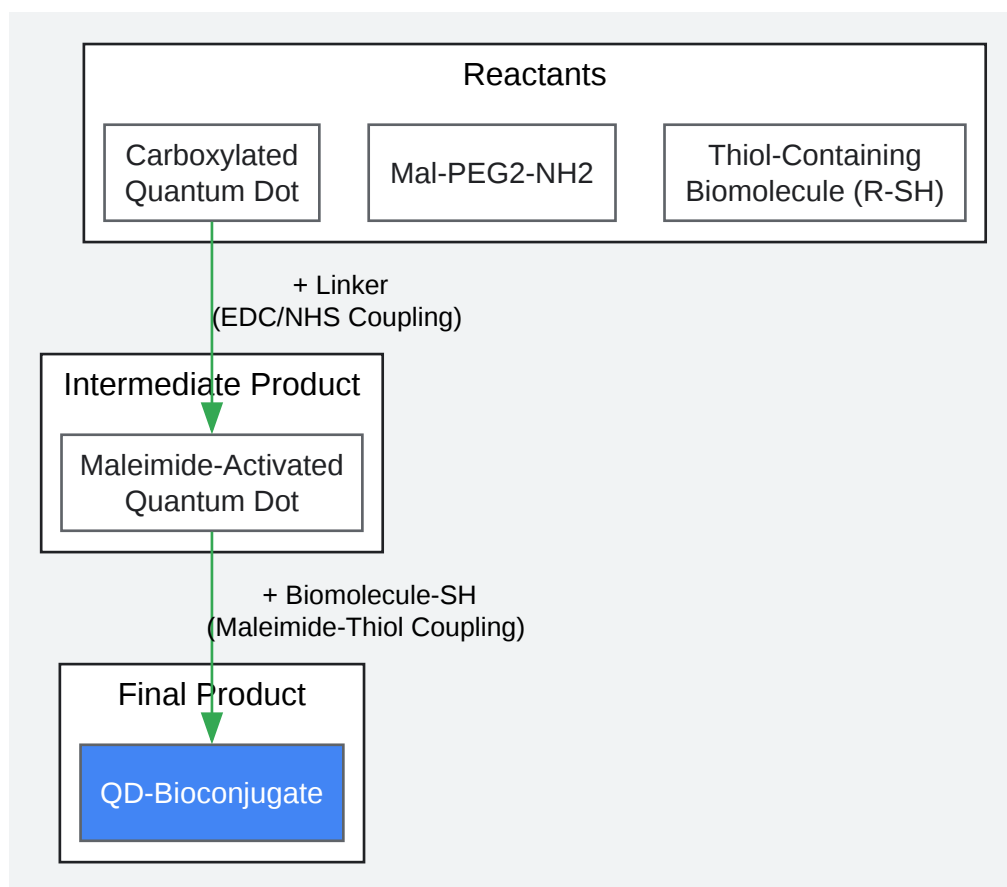 Reactants
Carboxylated
Quantum Dot
Mal-PEG2-NH2
Thiol-Containing
Biomolecule (R-SH)
+ Linker
(EDC/NHS Coupling)
Intermediate Product
Maleimide-Activated
Quantum Dot
+ Biomolecule-SH
(Maleimide-Thiol Coupling)
Final Product
QD-Bioconjugate